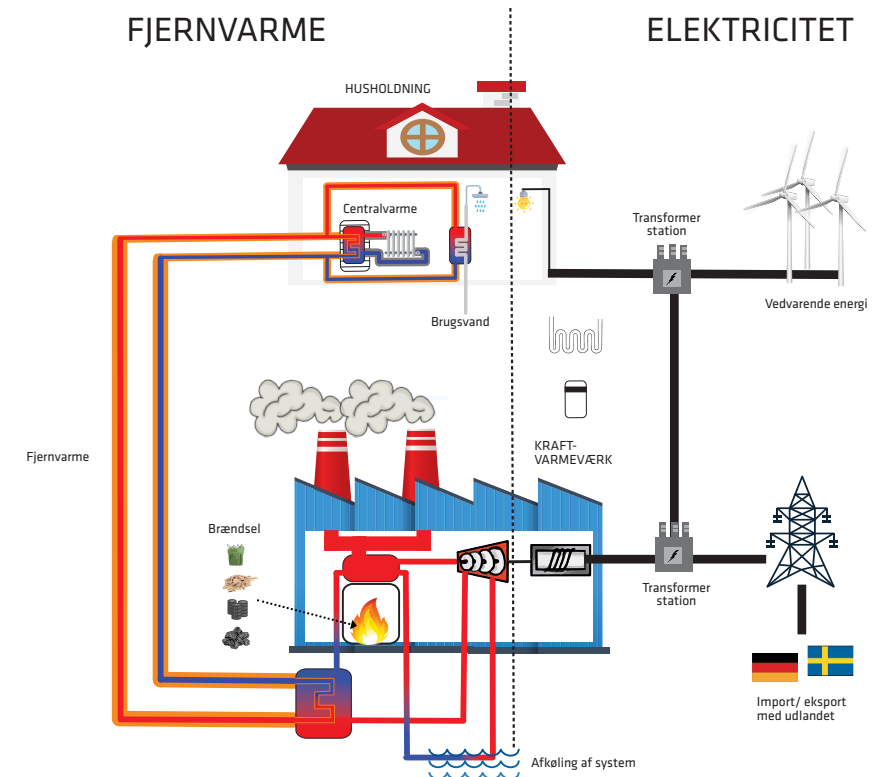 FJERNVARME
ELEKTRICITET
HUSHOLDNING
Centralvarme
Brugsvand
Transformer
station
Vedvarende energi
KRAFT-
VARMEVÆRK
Fjernvarme
Brændsel
Transformer
station
Import/ eksport
med udlandet
Afkøling af system